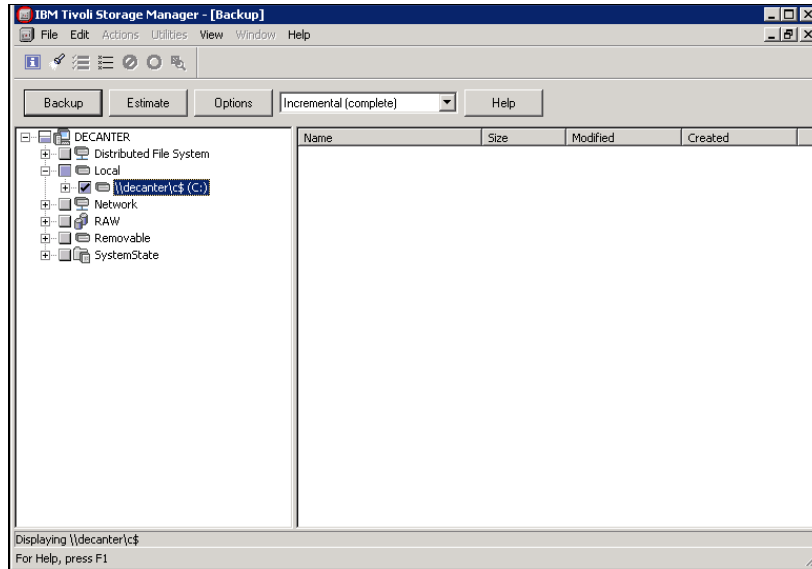 IBM Tivoli Storage Manager - [Backup]
File Edit Actions Utilities View Window Help
Backup Estimate Options Incremental (complete) Help
DECANTER
Distributed File System
Local
\\decanter\c$ (C:)
Network
RAW
Removable
SystemState
Name Size Modified Created
Displaying \\decanter\c$
For Help, press F1